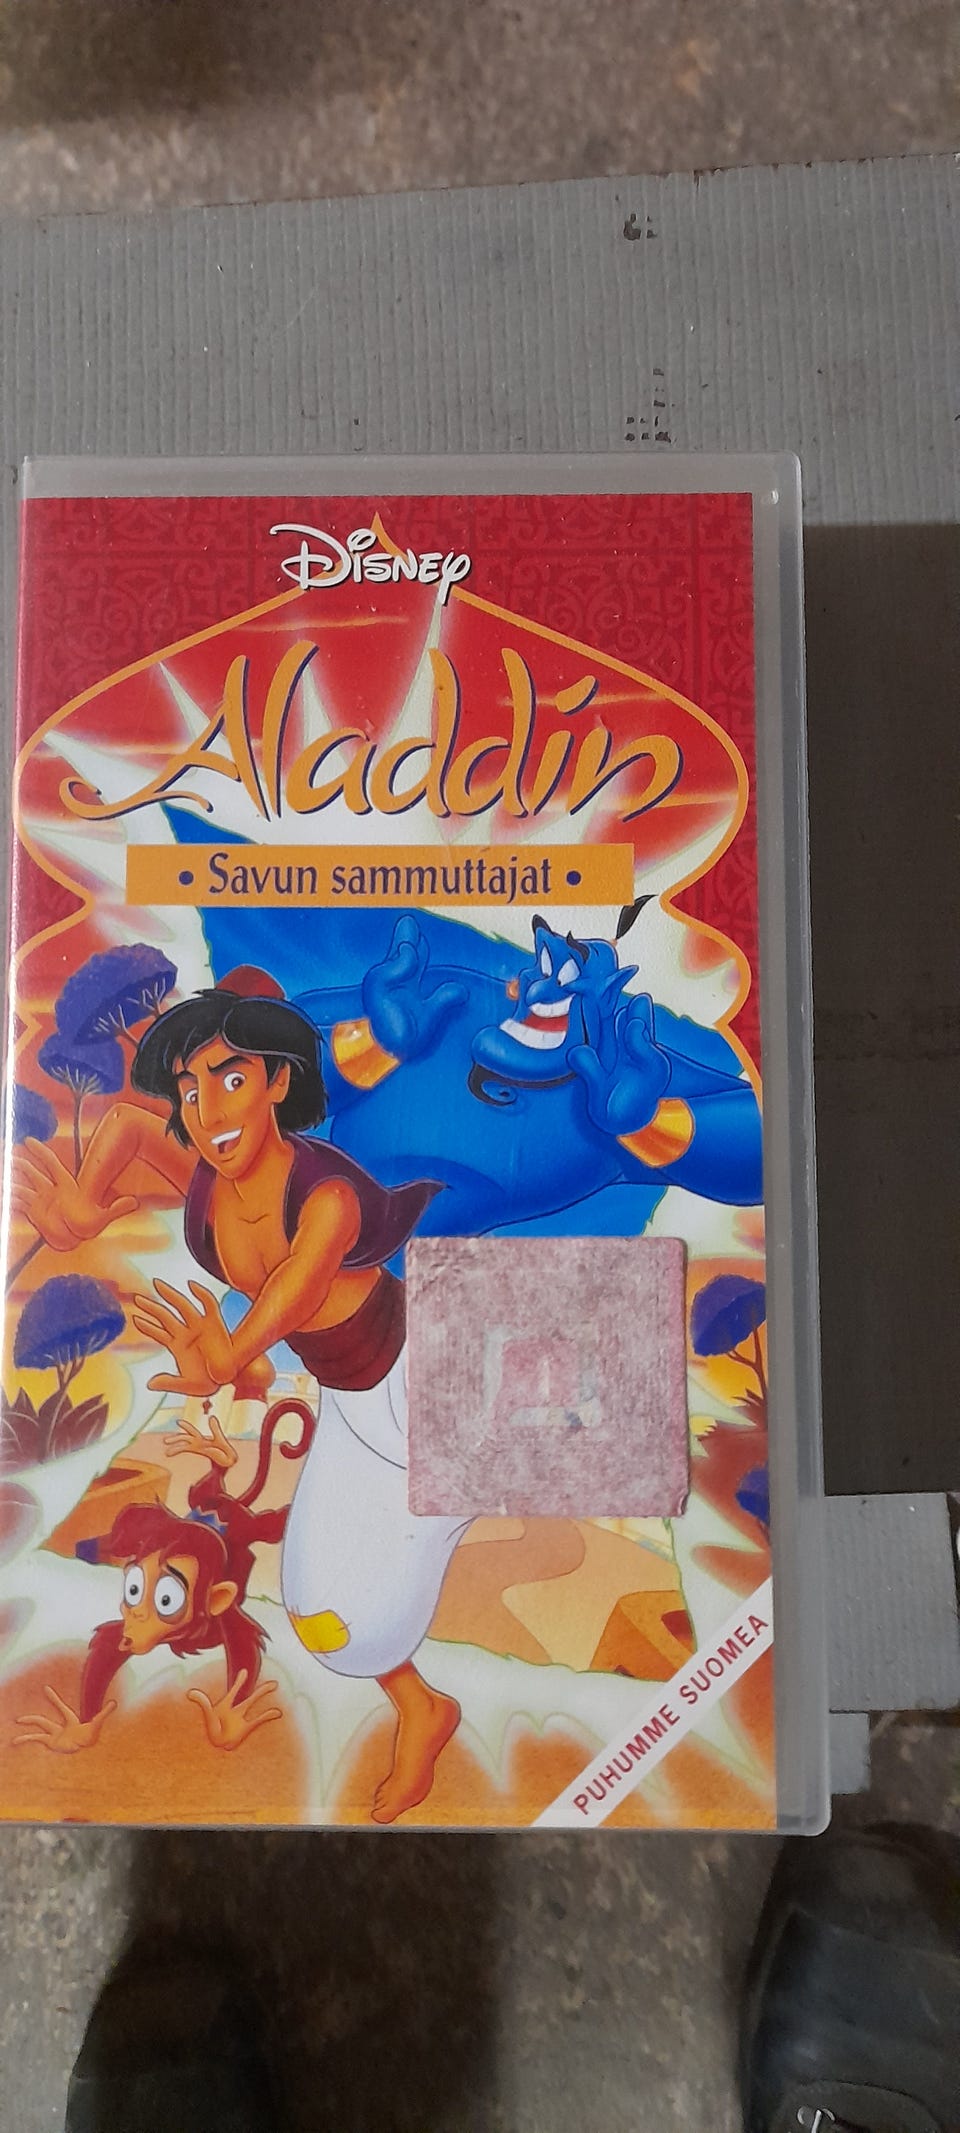 Disney
Aladdin
• Savun sammuttajat •
PUHUMME SUOMEA